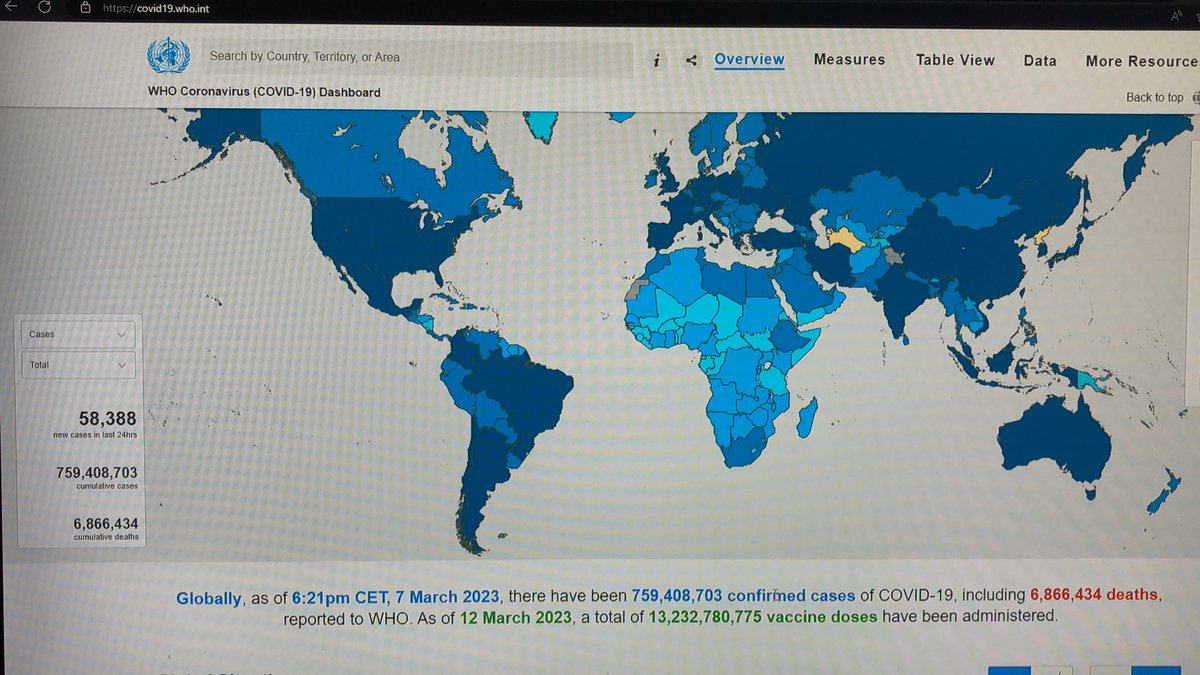 https://covid19.who.int
Search by Country, Territory, or Area
i
Overview
Measures
Table View
Data
More Resource
WHO Coronavirus (COVID-19) Dashboard
Back to top
Cases
Total
58,388
new cases in last 24hrs
759,408,703
cumulative cases
6,866,434
cumulative deaths
Globally, as of 6:21pm CET, 7 March 2023, there have been 759,408,703 confirmed cases of COVID-19, including 6,866,434 deaths,
reported to WHO. As of 12 March 2023, a total of 13,232,780,775 vaccine doses have been administered.